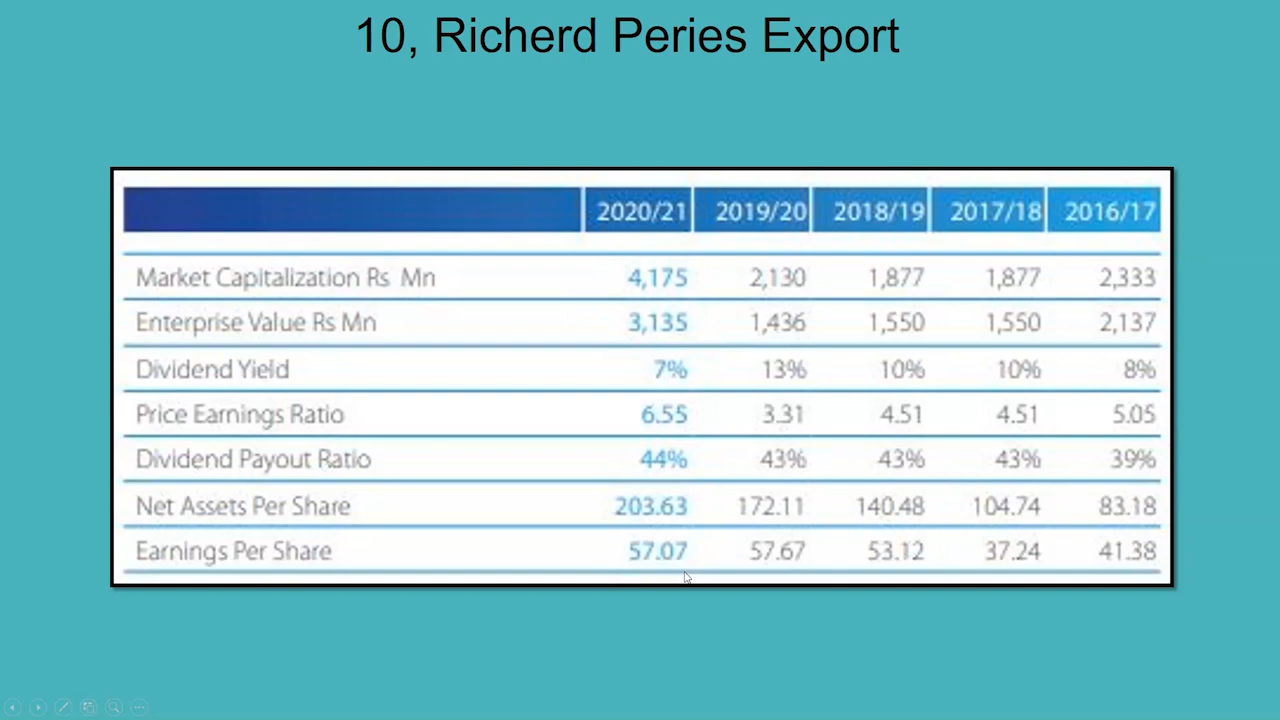 10, Richerd Peries Export
2020/21 2019/20 2018/19 2017/18 2016/17
Market Capitalization Rs Mn 4,175 2,130 1,877 1,877 2,333
Enterprise Value Rs Mn 3,135 1,436 1,550 1,550 2,137
Dividend Yield 7% 13% 10% 10% 8%
Price Earnings Ratio 6.55 3.31 4.51 4.51 5.05
Dividend Payout Ratio 44% 43% 43% 43% 39%
Net Assets Per Share 203.63 172.11 140.48 104.74 83.18
Earnings Per Share 57.07 57.67 53.12 37.24 41.38